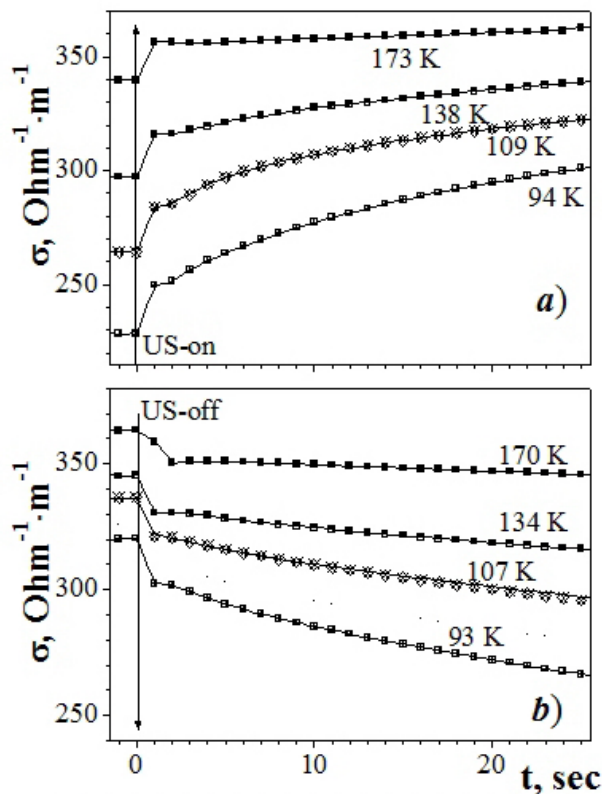 350
300
250
σ, Ohm⁻¹·m⁻¹
173 K
138 K
109 K
94 K
a)
US-on
350
300
250
σ, Ohm⁻¹·m⁻¹
US-off
170 K
134 K
107 K
93 K
b)
0
10
20
t, sec